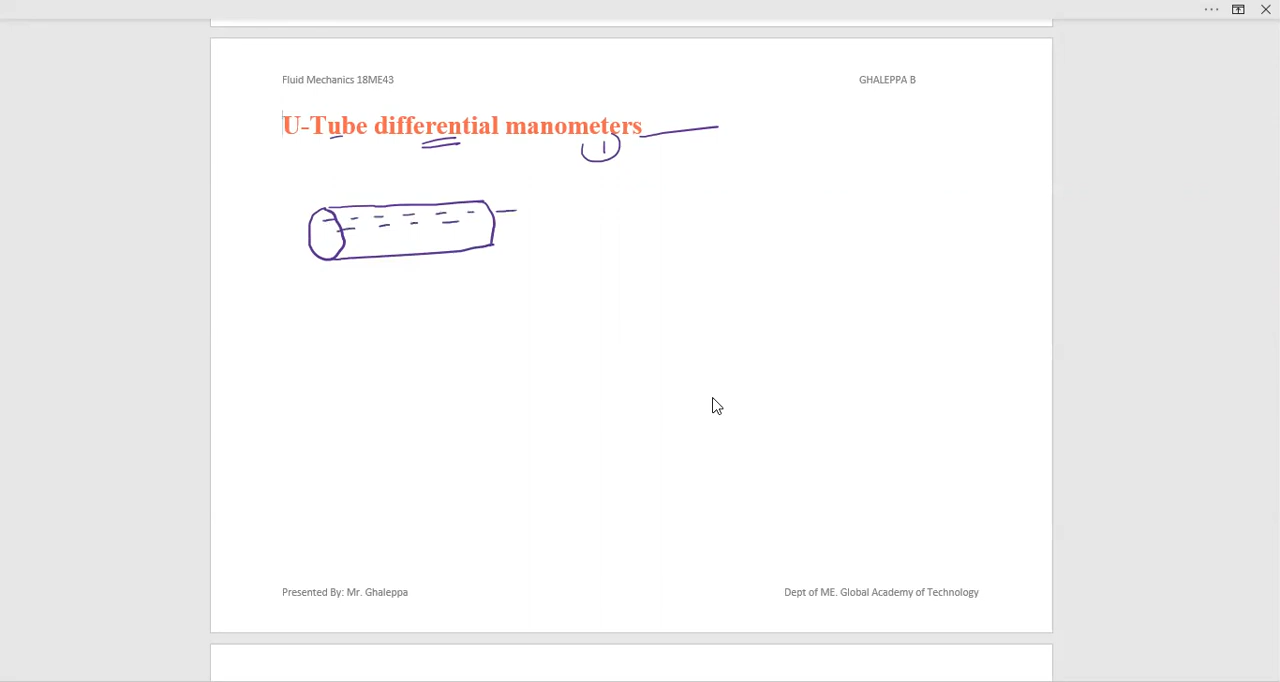 Fluid Mechanics 18ME43 GHALEPPA B
U-Tube differential manometers
1
Presented By: Mr. Ghaleppa Dept of ME. Global Academy of Technology